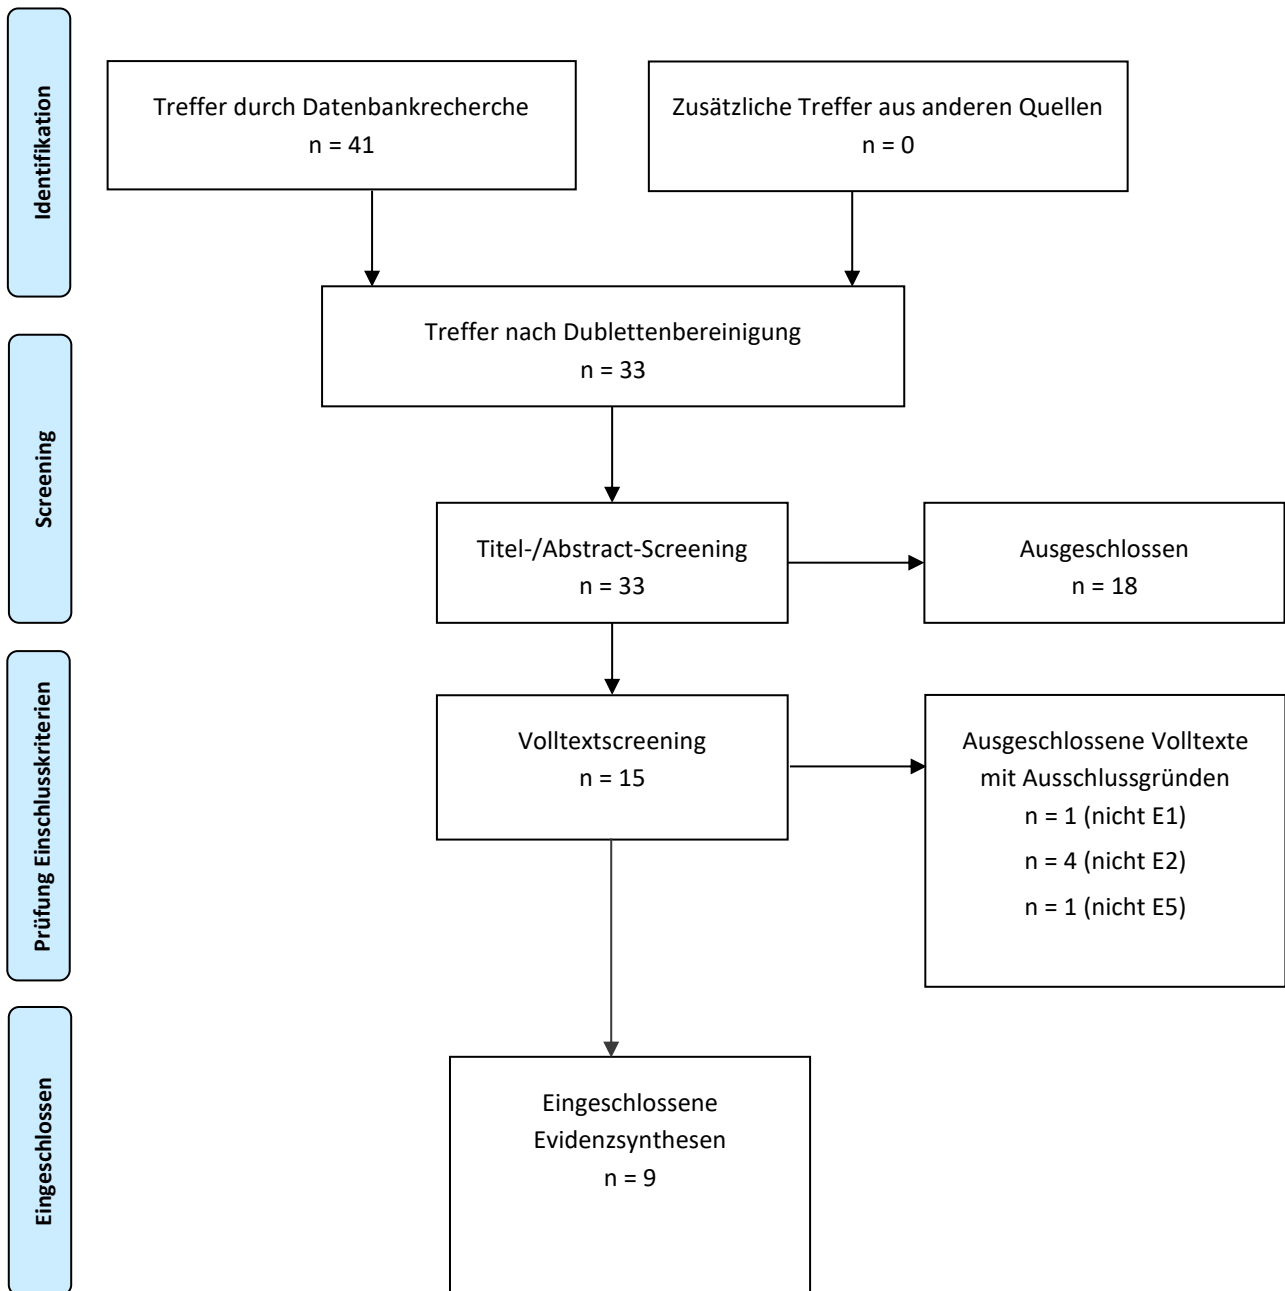 Identifikation
Treffer durch Datenbankrecherche
n = 41
Zusätzliche Treffer aus anderen Quellen
n = 0
Treffer nach Dublettenbereinigung
n = 33
Screening
Titel-/Abstract-Screening
n = 33
Ausgeschlossen
n = 18
Prüfung Einschlusskriterien
Volltextscreening
n = 15
Ausgeschlossene Volltexte
mit Ausschlussgründen
n = 1 (nicht E1)
n = 4 (nicht E2)
n = 1 (nicht E5)
Eingeschlossen
Eingeschlossene
Evidenzsynthesen
n = 9